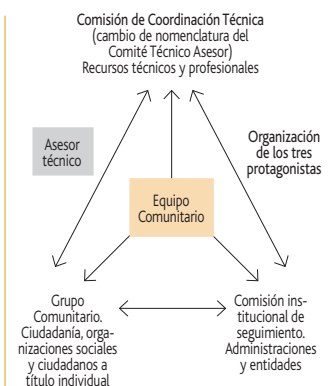 Comisión de Coordinación Técnica
(cambio de nomenclatura del
Comité Técnico Asesor)
Recursos técnicos y profesionales
Asesor
técnico
Organización
de los tres
protagonistas
Equipo
Comunitario
Grupo
Comunitario.
Ciudadanía, orga-
nizaciones sociales
y ciudadanos a
título individual
Comisión ins-
titucional de
seguimiento.
Administraciones
y entidades